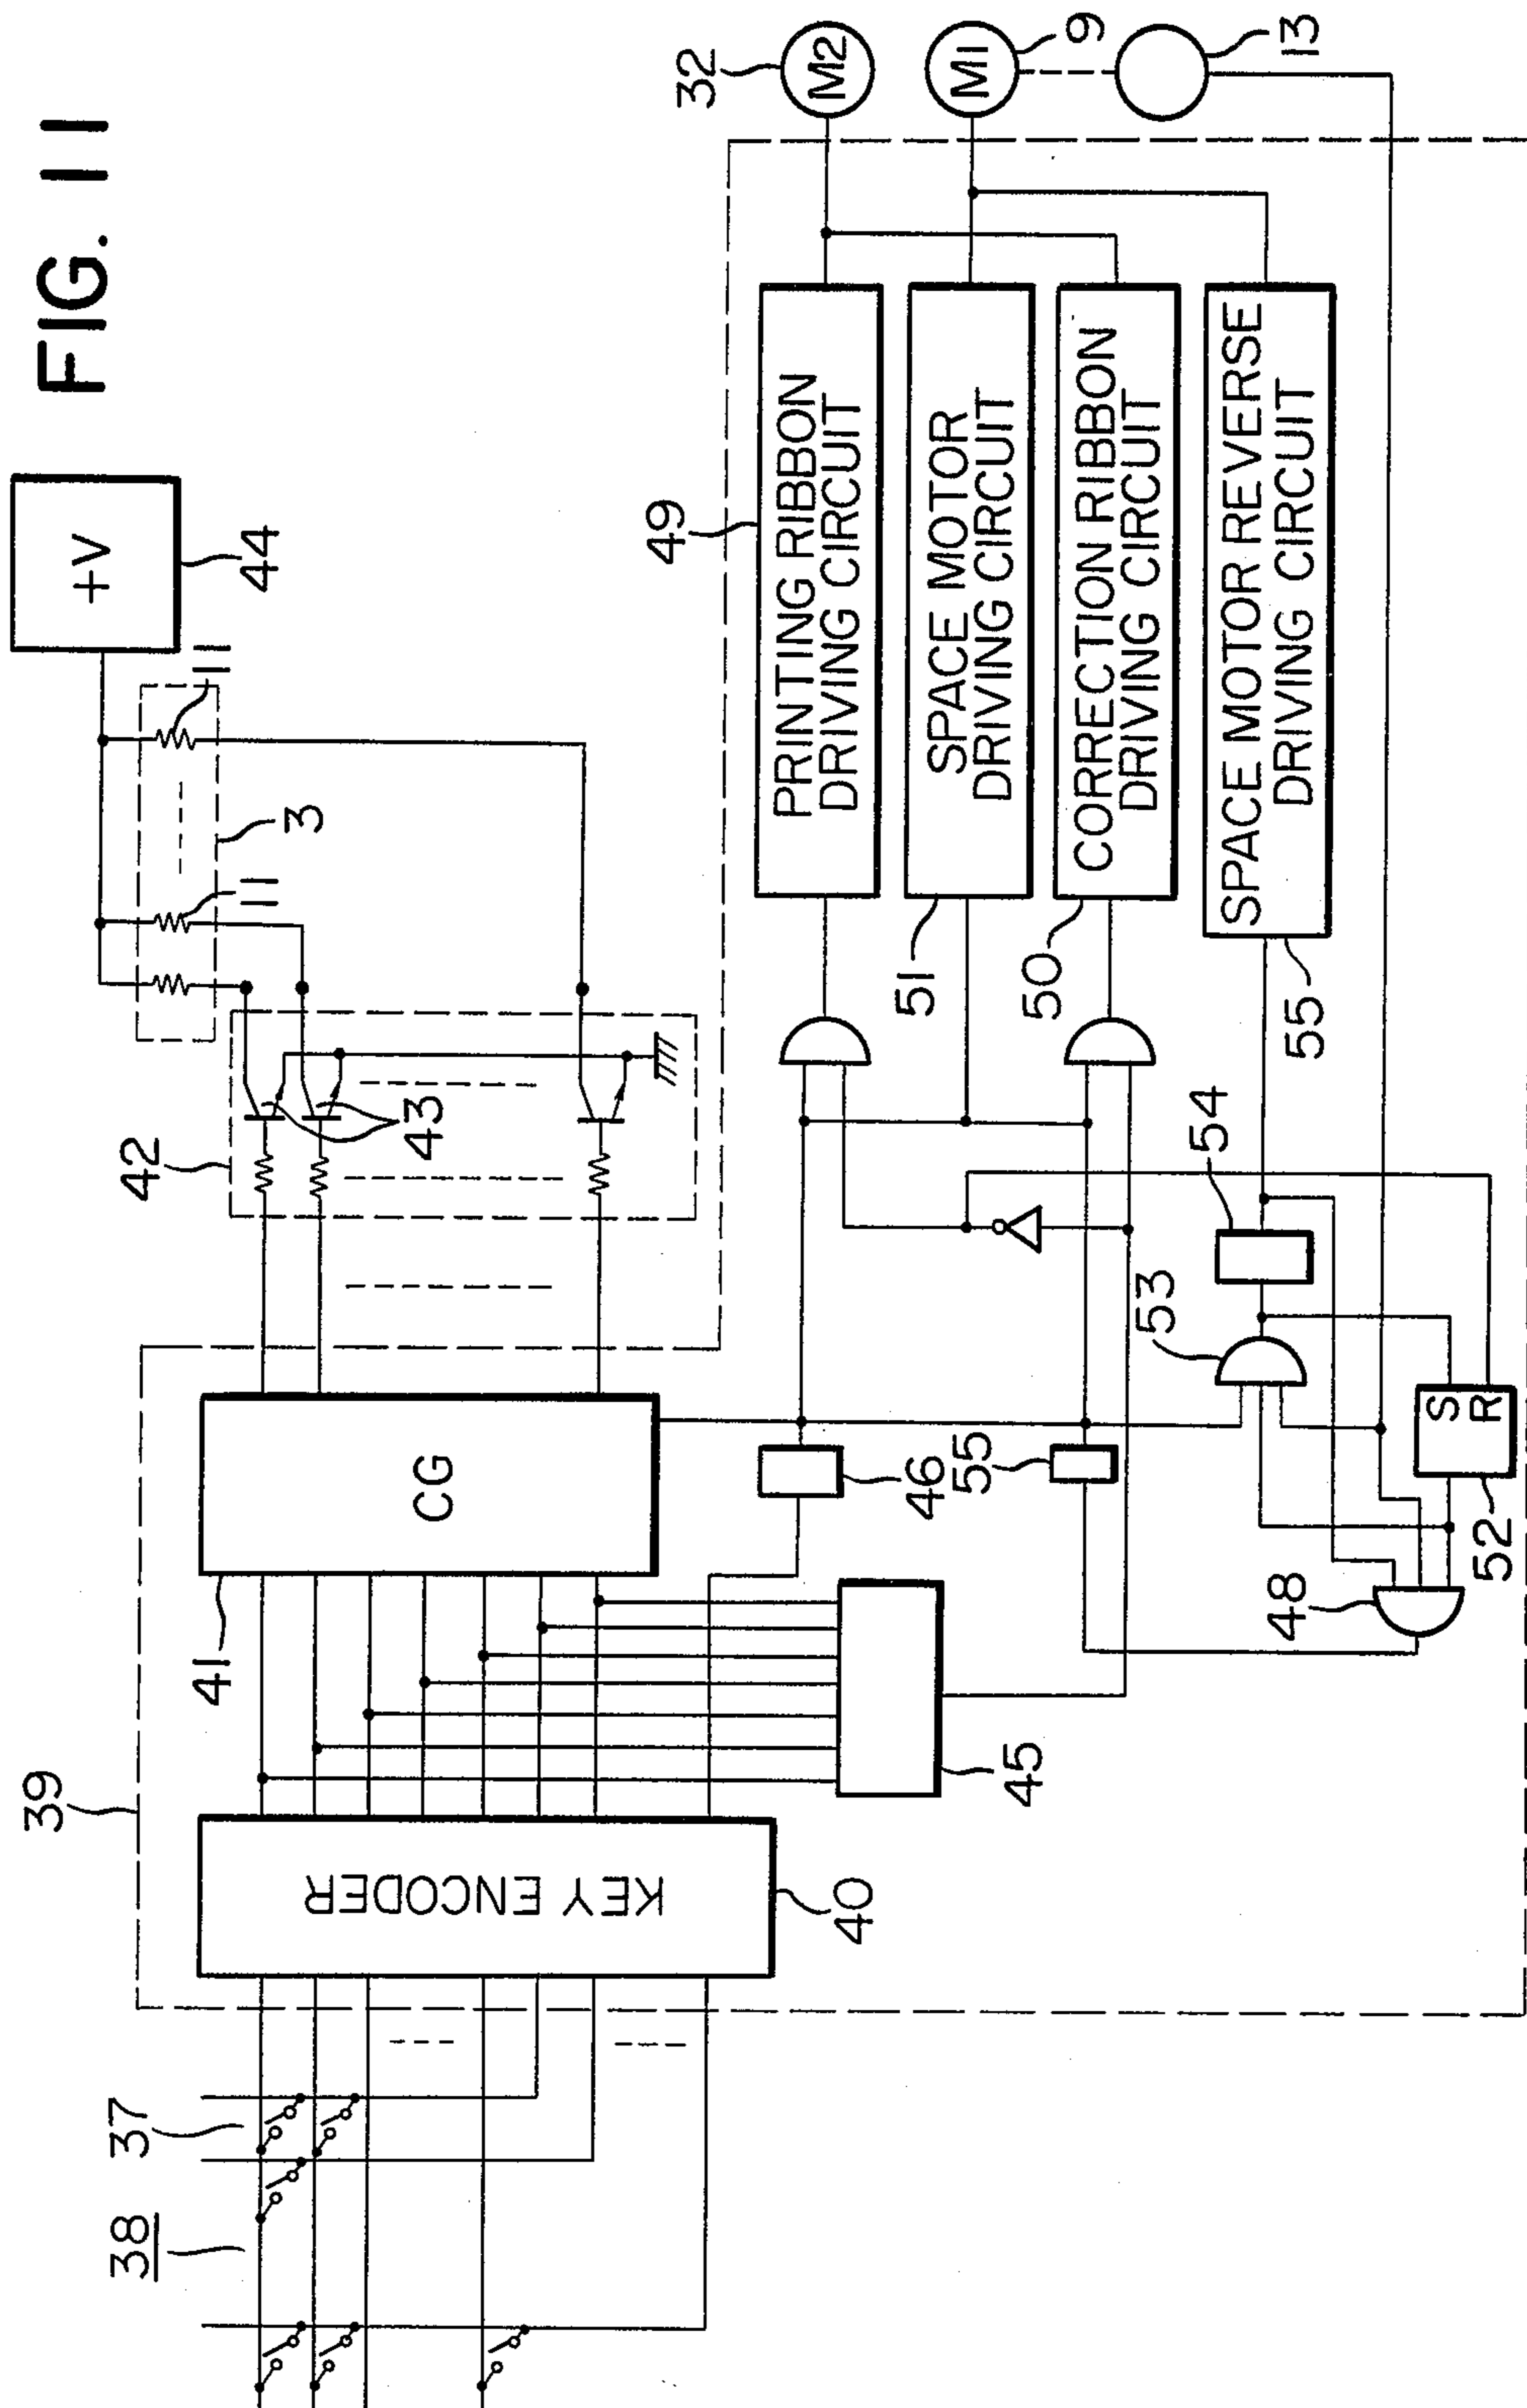 FIG. 11
+V
44
11
11
3
42
43
CG
41
39
KEY ENCODER
40
37
38
45
46
55
48
52
S
R
53
54
49
PRINTING RIBBON
DRIVING CIRCUIT
51
SPACE MOTOR
DRIVING CIRCUIT
50
CORRECTION RIBBON
DRIVING CIRCUIT
55
SPACE MOTOR REVERSE
DRIVING CIRCUIT
32
M2
M1
9
13